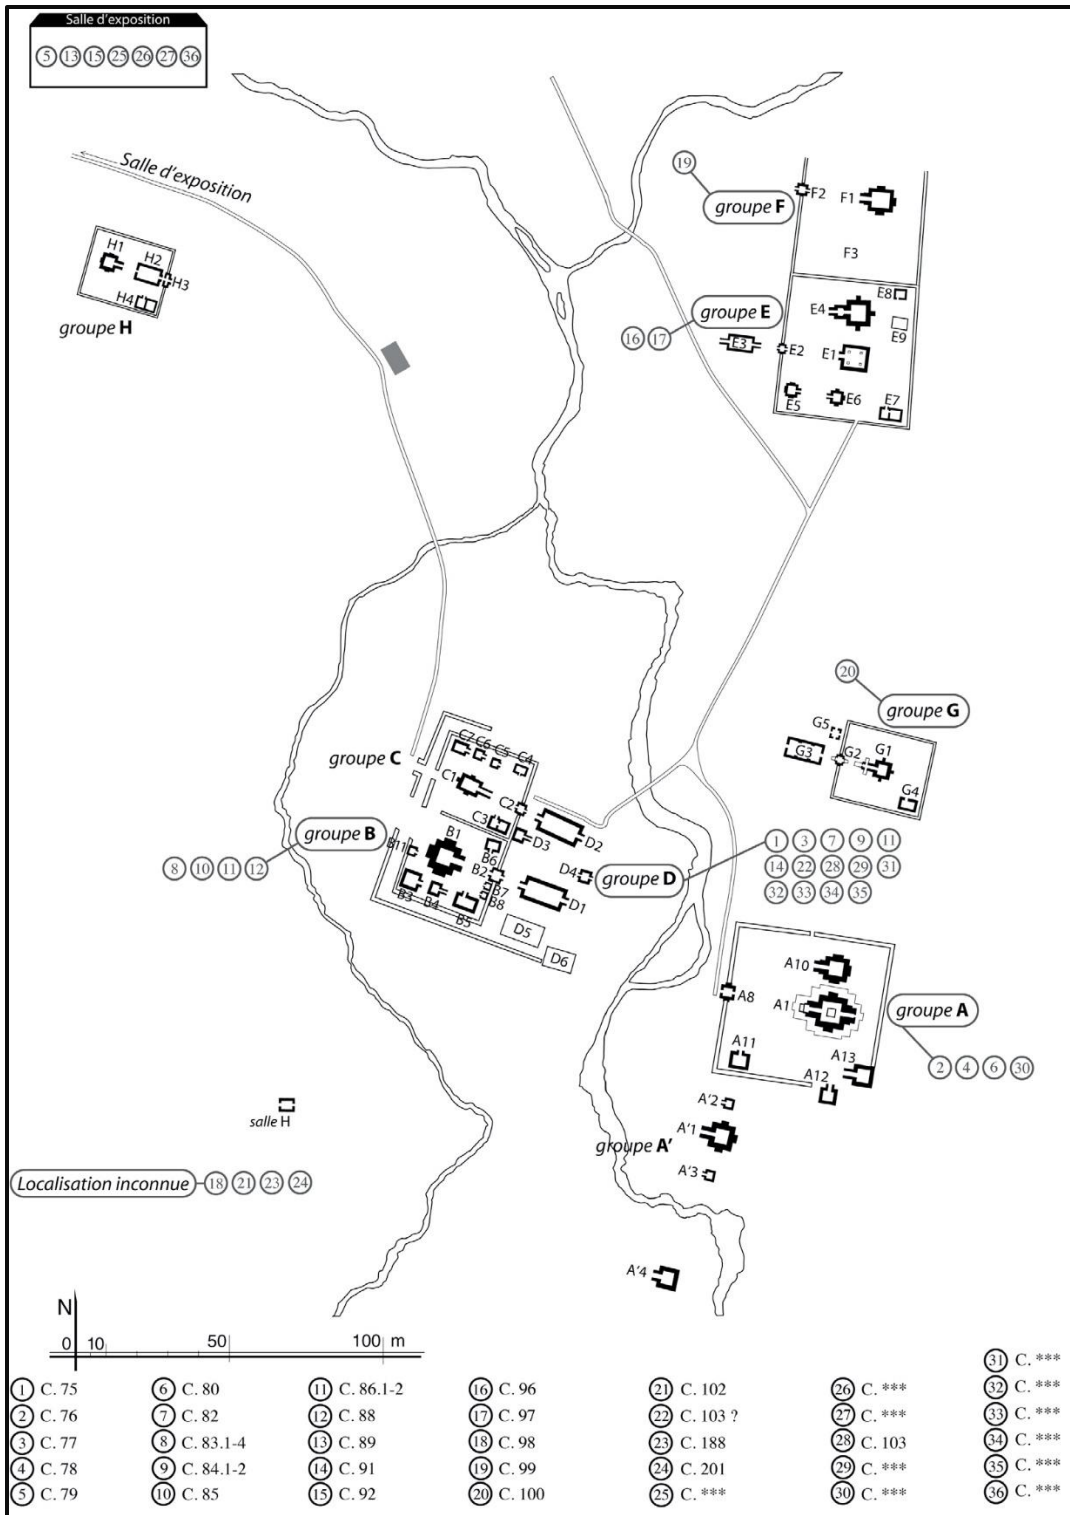 Salle d'exposition
5 13 15 25 26 27 36
Salle d'exposition
19
groupe F
F2
F1
F3
H1
H2
H3
H4
groupe H
groupe E
16 17
E8
E4
E9
E3
E2
E1
E5
E6
E7
20
groupe G
G5
G3
G2
G1
G4
groupe C
C7
C6
C5
C4
C1
C2
C3
D3
D2
groupe B
8 10 11 12
B1
B11
B6
B2
B7
B8
B3
B4
B5
D4
D1
D5
D6
groupe D
1 3 7 9 11
14 22 28 29 31
32 33 34 35
A10
A8
A1
groupe A
2 4 6 30
A11
A13
A12
A'2
A'1
groupe A'
A'3
A'4
salle H
Localisation inconnue
18 21 23 24
N
0 10 50 100 m
1 C. 75
2 C. 76
3 C. 77
4 C. 78
5 C. 79
6 C. 80
7 C. 82
8 C. 83.1-4
9 C. 84.1-2
10 C. 85
11 C. 86.1-2
12 C. 88
13 C. 89
14 C. 91
15 C. 92
16 C. 96
17 C. 97
18 C. 98
19 C. 99
20 C. 100
21 C. 102
22 C. 103 ?
23 C. 188
24 C. 201
25 C. ***
26 C. ***
27 C. ***
28 C. 103
29 C. ***
30 C. ***
31 C. ***
32 C. ***
33 C. ***
34 C. ***
35 C. ***
36 C. ***